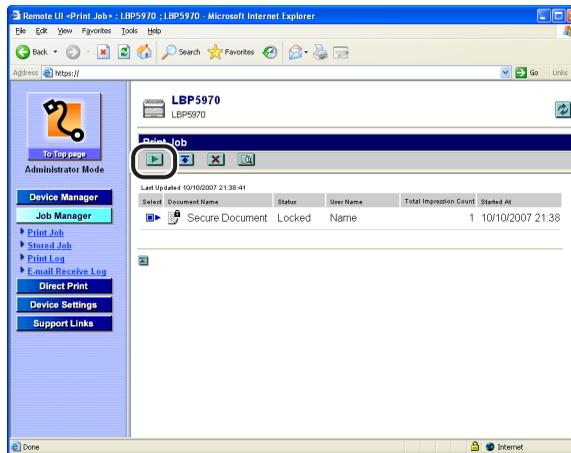 Remote UI <Print Job> : LBP5970 ; LBP5970 - Microsoft Internet Explorer
File Edit View Favorites Tools Help
Back Search Favorites
Address https:// Go Links
LBP5970
LBP5970
To Top page
Administrator Mode
Print Job
Last Updated 10/10/2007 21:38:41
Select Document Name Status User Name Total Impression Count Started At
Secure Document Locked Name 1 10/10/2007 21:38
Device Manager
Job Manager
Print Job
Stored Job
Print Log
E-mail Receive Log
Direct Print
Device Settings
Support Links
Done Internet